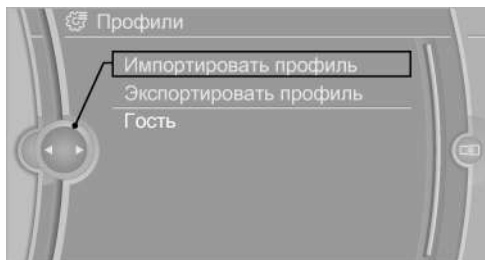 Профили
Импортировать профиль
Экспортировать профиль
Гость